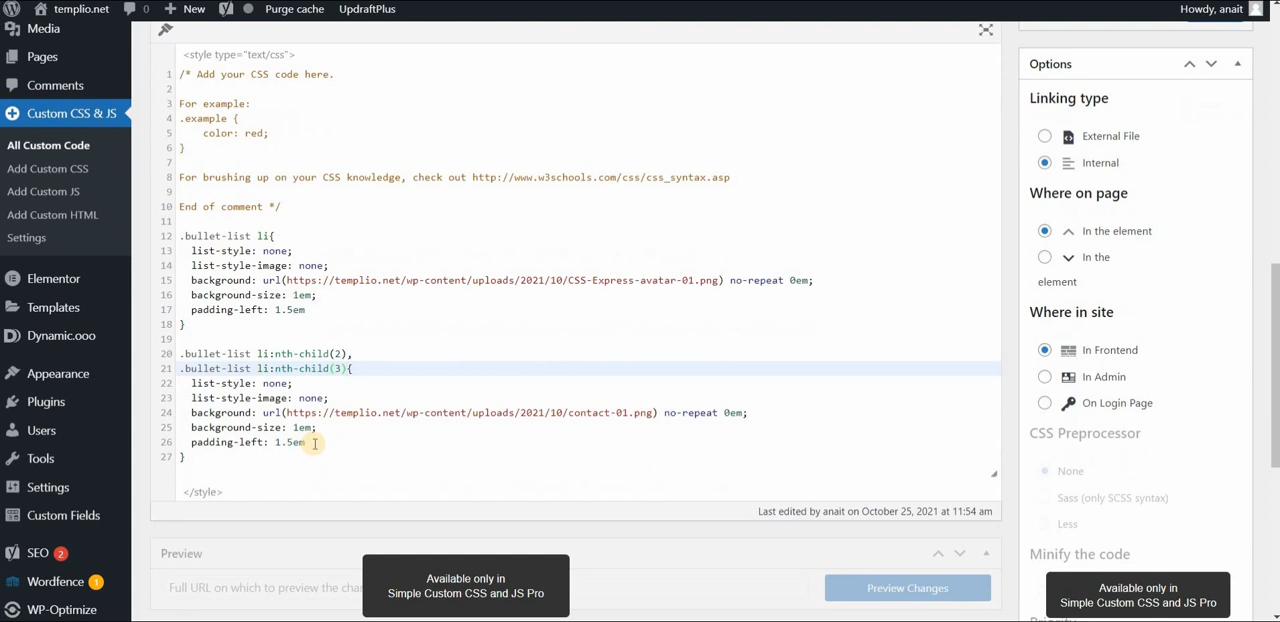 templio.net
0
New
Purge cache
UpdraftPlus
Howdy, anait
Media
Pages
Comments
Custom CSS & JS
All Custom Code
Add Custom CSS
Add Custom JS
Add Custom HTML
Settings
Elementor
Templates
Dynamic.ooo
Appearance
Plugins
Users
Tools
Settings
Custom Fields
SEO 2
Wordfence 1
WP-Optimize
<style type="text/css">
1 /* Add your CSS code here.
2
3 For example:
4 .example {
5 color: red;
6 }
7
8 For brushing up on your CSS knowledge, check out http://www.w3schools.com/css/css_syntax.asp
9
10 End of comment */
11
12 .bullet-list li{
13 list-style: none;
14 list-style-image: none;
15 background: url(https://templio.net/wp-content/uploads/2021/10/CSS-Express-avatar-01.png) no-repeat 0em;
16 background-size: 1em;
17 padding-left: 1.5em
18 }
19
20 .bullet-list li:nth-child(2),
21 .bullet-list li:nth-child(3){
22 list-style: none;
23 list-style-image: none;
24 background: url(https://templio.net/wp-content/uploads/2021/10/contact-01.png) no-repeat 0em;
25 background-size: 1em;
26 padding-left: 1.5em
27 }
</style>
Last edited by anait on October 25, 2021 at 11:54 am
Preview
Full URL on which to preview the cha
Available only in
Simple Custom CSS and JS Pro
Preview Changes
Options
Linking type
External File
Internal
Where on page
In the element
In the
element
Where in site
In Frontend
In Admin
On Login Page
CSS Preprocessor
None
Sass (only SCSS syntax)
Less
Minify the code
Available only in
Simple Custom CSS and JS Pro